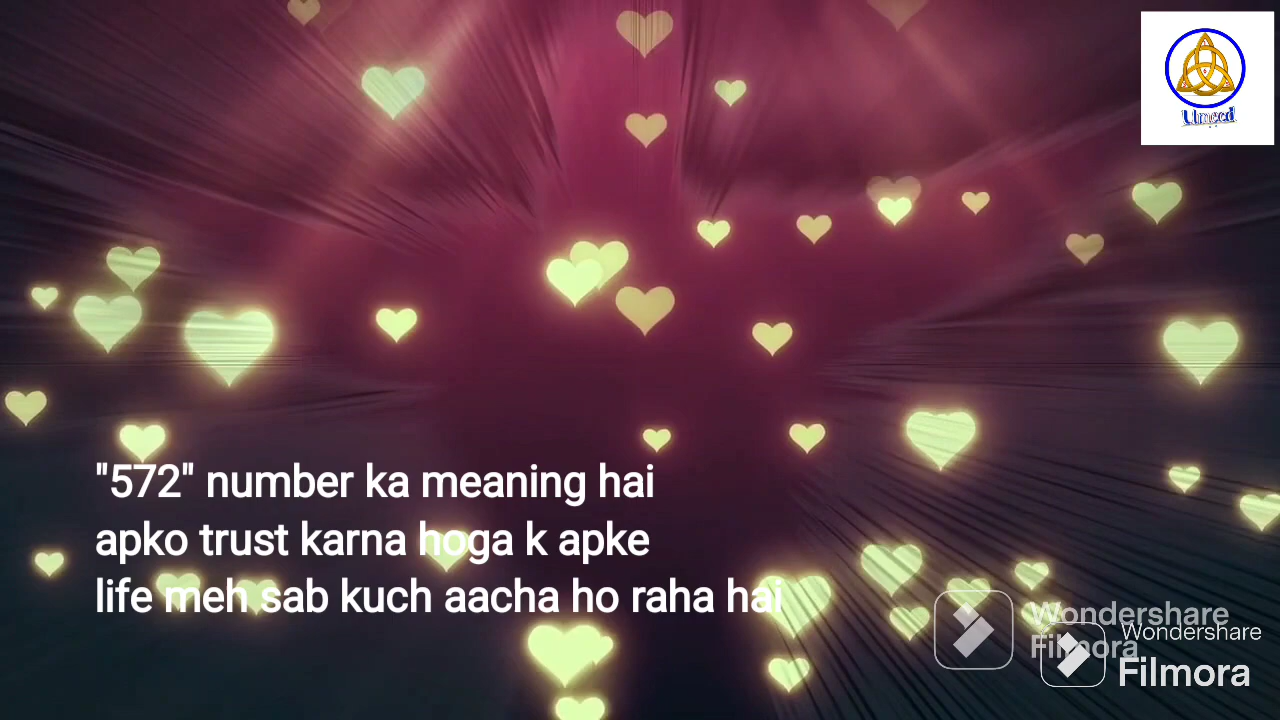 Umeed
"572" number ka meaning hai
apko trust karna hoga k apke
life meh sab kuch aacha ho raha hai
Wondershare
Filmora
Wondershare
Filmora